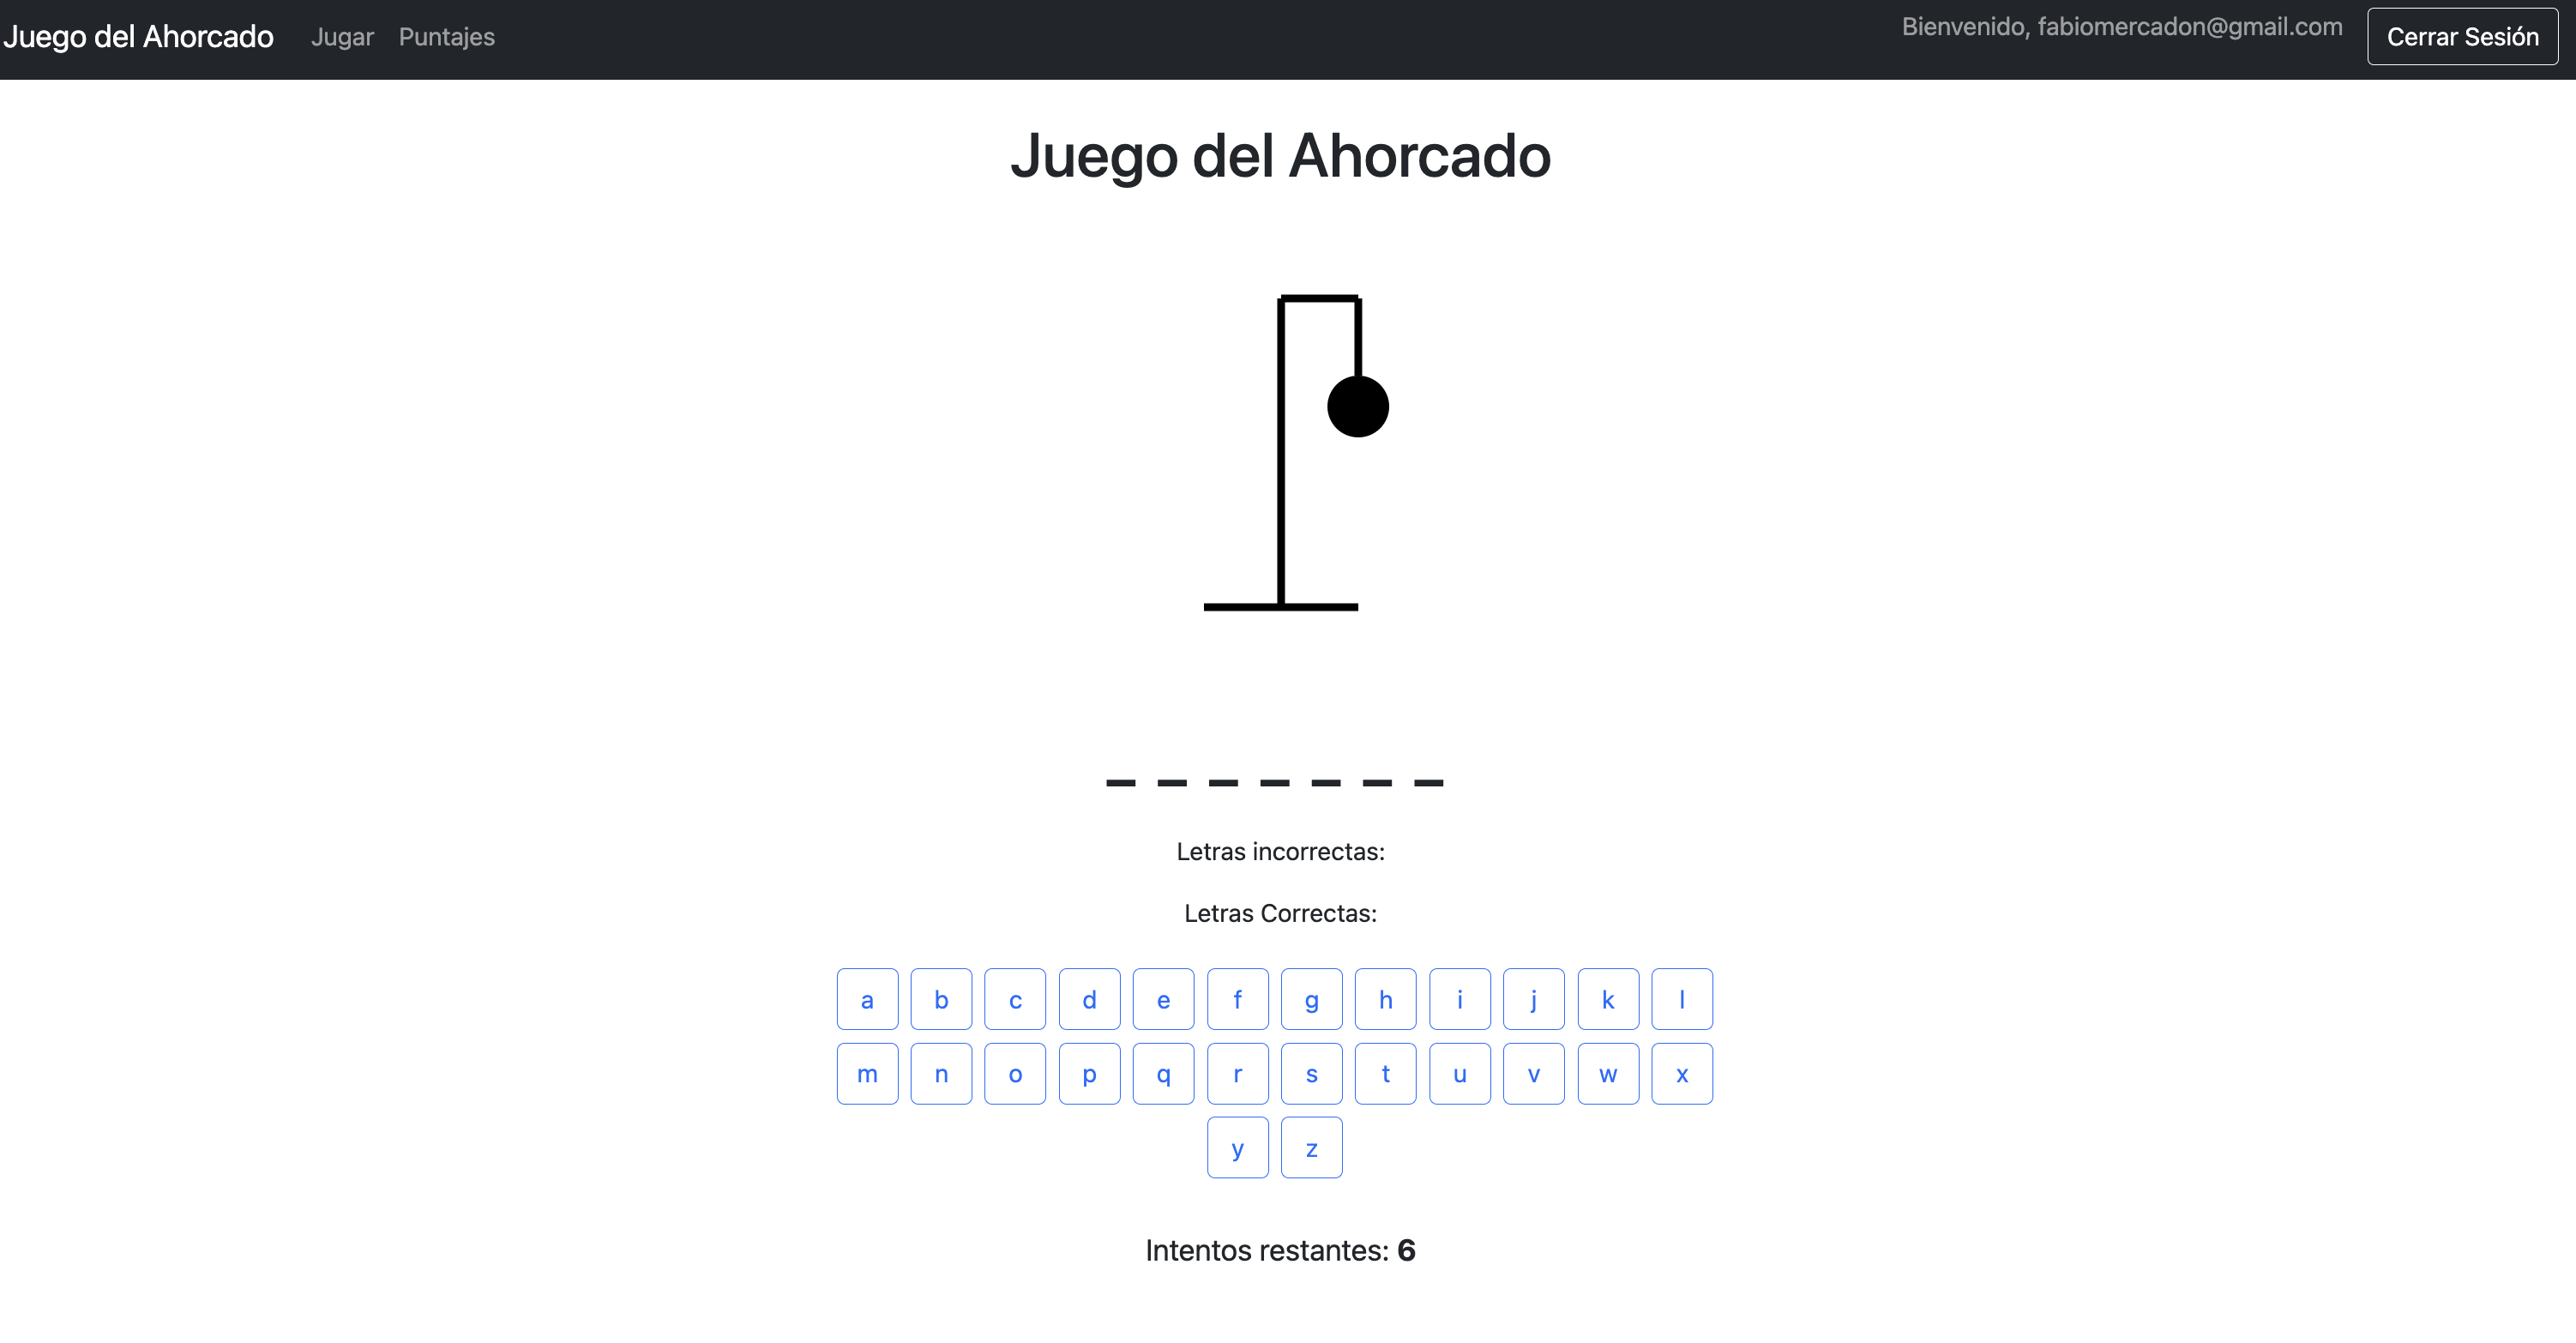 Juego del Ahorcado Jugar Puntajes Bienvenido, fabiomercadon@gmail.com Cerrar Sesión
Juego del Ahorcado
_ _ _ _ _ _ _
Letras incorrectas:
Letras Correctas:
a b c d e f g h i j k l
m n o p q r s t u v w x
y z
Intentos restantes: 6